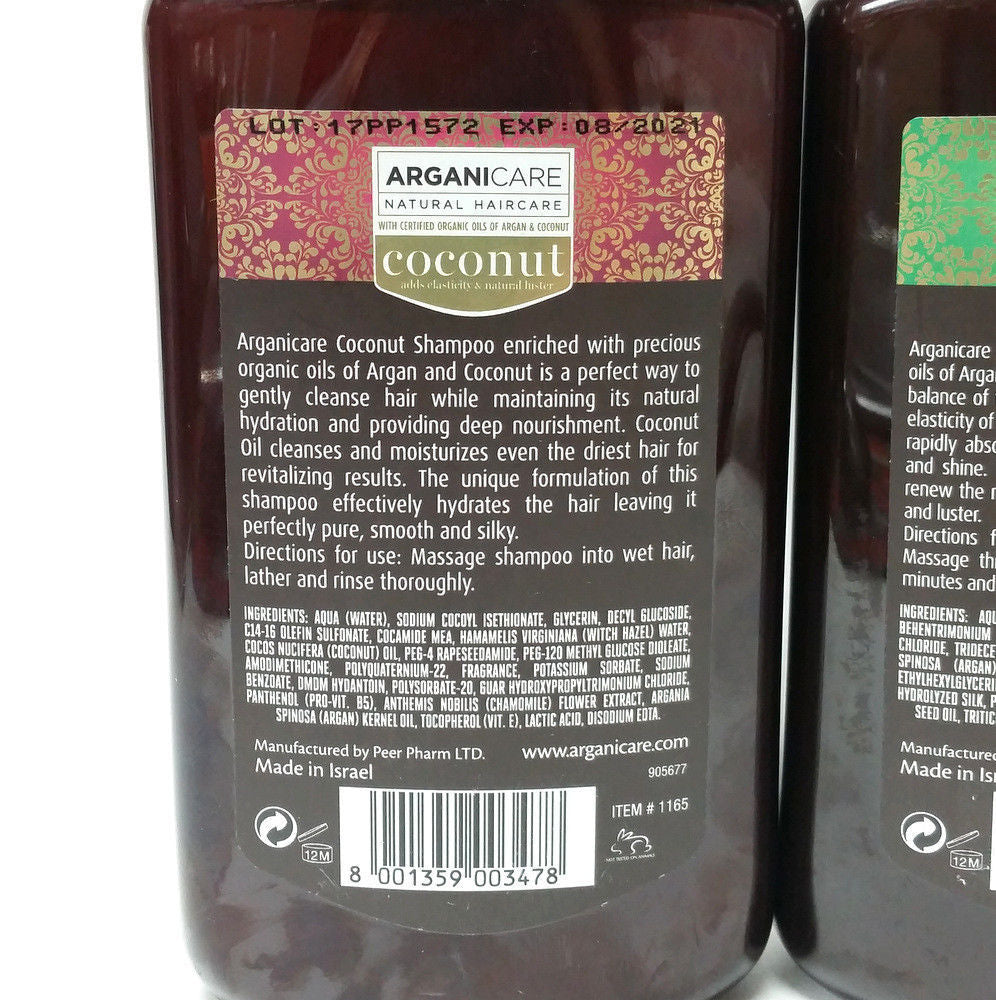 LOT:17PP1572 EXP:08/2021
ARGANICARE
NATURAL HAIRCARE
WITH CERTIFIED ORGANIC OILS OF ARGAN & COCONUT
coconut
adds elasticity & natural luster
Arganicare Coconut Shampoo enriched with precious
organic oils of Argan and Coconut is a perfect way to
gently cleanse hair while maintaining its natural
hydration and providing deep nourishment. Coconut
Oil cleanses and moisturizes even the driest hair for
revitalizing results. The unique formulation of this
shampoo effectively hydrates the hair leaving it
perfectly pure, smooth and silky.
Directions for use: Massage shampoo into wet hair,
lather and rinse thoroughly.
INGREDIENTS: AQUA (WATER), SODIUM COCOYL ISETHIONATE, GLYCERIN, DECYL GLUCOSIDE,
C14-16 OLEFIN SULFONATE, COCAMIDE MEA, HAMAMELIS VIRGINIANA (WITCH HAZEL) WATER,
COCOS NUCIFERA (COCONUT) OIL, PEG-4 RAPESEEDAMIDE, PEG-120 METHYL GLUCOSE DIOLEATE,
AMODIMETHICONE, POLYQUATERNIUM-22, FRAGRANCE, POTASSIUM SORBATE, SODIUM
BENZOATE, DMDM HYDANTOIN, POLYSORBATE-20, GUAR HYDROXYPROPYLTRIMONIUM CHLORIDE,
PANTHENOL (PRO-VIT. B5), ANTHEMIS NOBILIS (CHAMOMILE) FLOWER EXTRACT, ARGANIA
SPINOSA (ARGAN) KERNEL OIL, TOCOPHEROL (VIT. E), LACTIC ACID, DISODIUM EDTA.
Manufactured by Peer Pharm LTD. www.arganicare.com
Made in Israel
905677
ITEM # 1165
12M
NOT TESTED ON ANIMALS
8 001359 003478
Arganicare
oils of
balance of
elasticity of
rapidly
and shine.
renew the
and luster.
Directions
Massage
minutes and
INGREDIENTS:
BEHENTRIMONIUM
CHLORIDE,
SPINOSA (ARGAN)
HYDROLYZED SILK,
SEED OIL,
Made in
12M